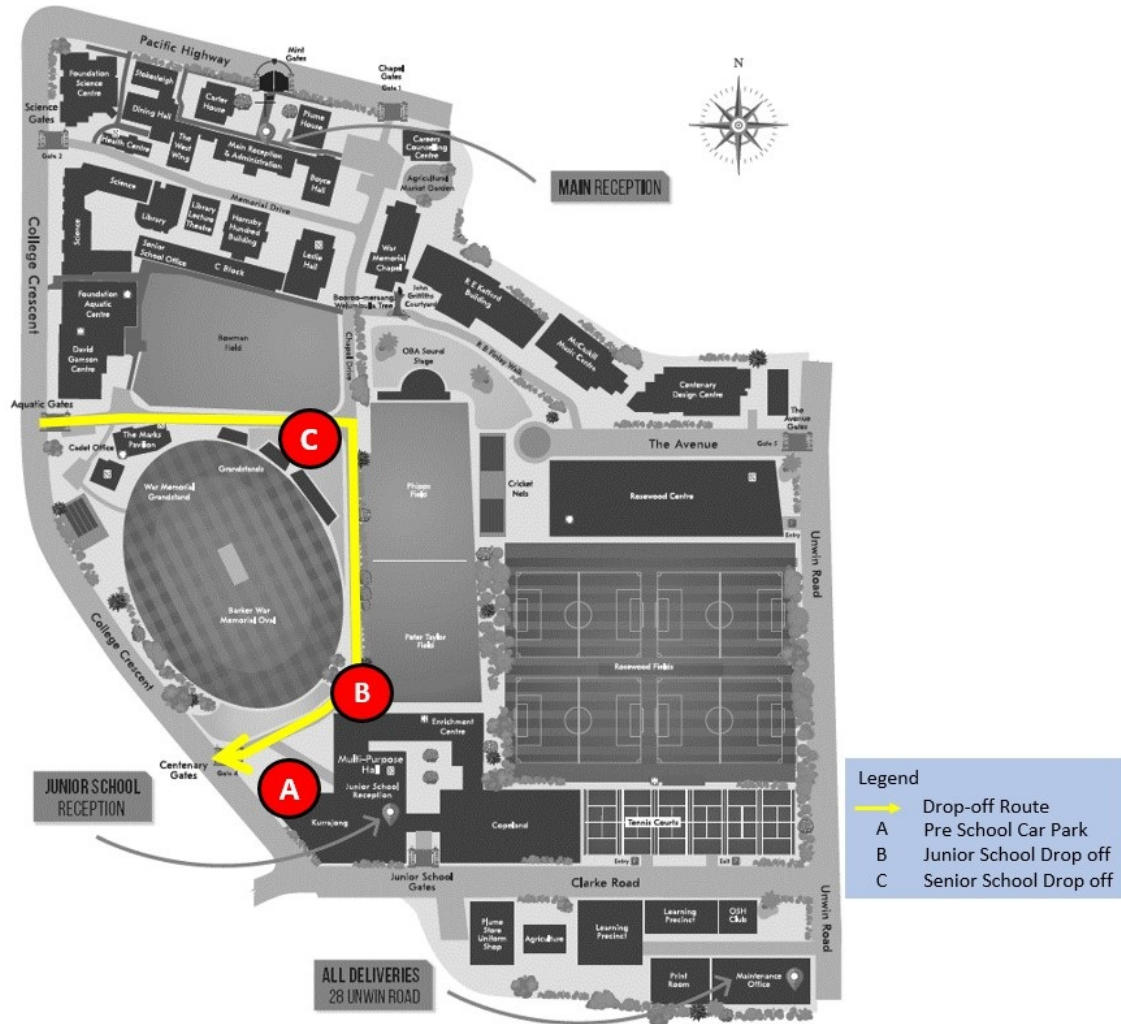 Pacific Highway
Mint
Gates
Chapel
Gates
Gate 1
N
Foundation
Science
Centre
Stokesleigh
Dining Hall
Carter
House
Plume
House
Science
Gates
Gate 2
Health Centre
The
West
Wing
Main Reception
& Administration
Boyce
Hall
Careers
Counselling
Centre
Agricultural
Market Garden
MAIN RECEPTION
Science
Science
Library
Library
Lecture
Theatre
Memorial Drive
Hornsby
Hundred
Building
Leslie
Hall
Senior
School Office
C Block
War
Memorial
Chapel
College Crescent
Foundation
Aquatic Centre
David
Gamson
Centre
Bowman
Field
Chapel Drive
John
Griffiths
Courtyard
R E Finlay Walk
McCaskill
Music Centre
OBA Sound
Stage
Centenary
Design Centre
Aquatic Gates
The
Avenue
Gates
Gate 5
The Avenue
C
Cadet Office
The Marks
Pavilion
Grandstands
War Memorial
Grandstand
Phipps
Field
Cricket
Nets
Rosewood Centre
Entry
Unwin Road
Barker War
Memorial Oval
Peter Taylor
Field
Rosewood Fields
College Crescent
B
Centenary
Gates
Gate 4
A
Enrichment
Centre
Multi-Purpose
Hall
Junior School
Reception
Kurrajong
Copeland
Tennis Courts
Entry
Exit
JUNIOR SCHOOL
RECEPTION
Junior School
Gates
Clarke Road
Unwin Road
Plume
Store
Uniform
Shop
Agriculture
Learning
Precinct
Learning
Precinct
OSH
Club
Print
Room
Maintenance
Office
ALL DELIVERIES
28 UNWIN ROAD
Legend
Drop-off Route
A Pre School Car Park
B Junior School Drop off
C Senior School Drop off